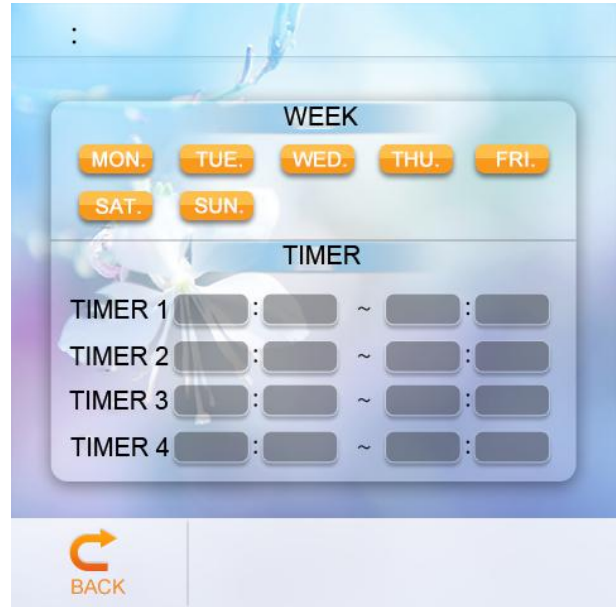 :
WEEK
MON. TUE. WED. THU. FRI.
SAT. SUN.
TIMER
TIMER 1 : ~ :
TIMER 2 : ~ :
TIMER 3 : ~ :
TIMER 4 : ~ :
BACK